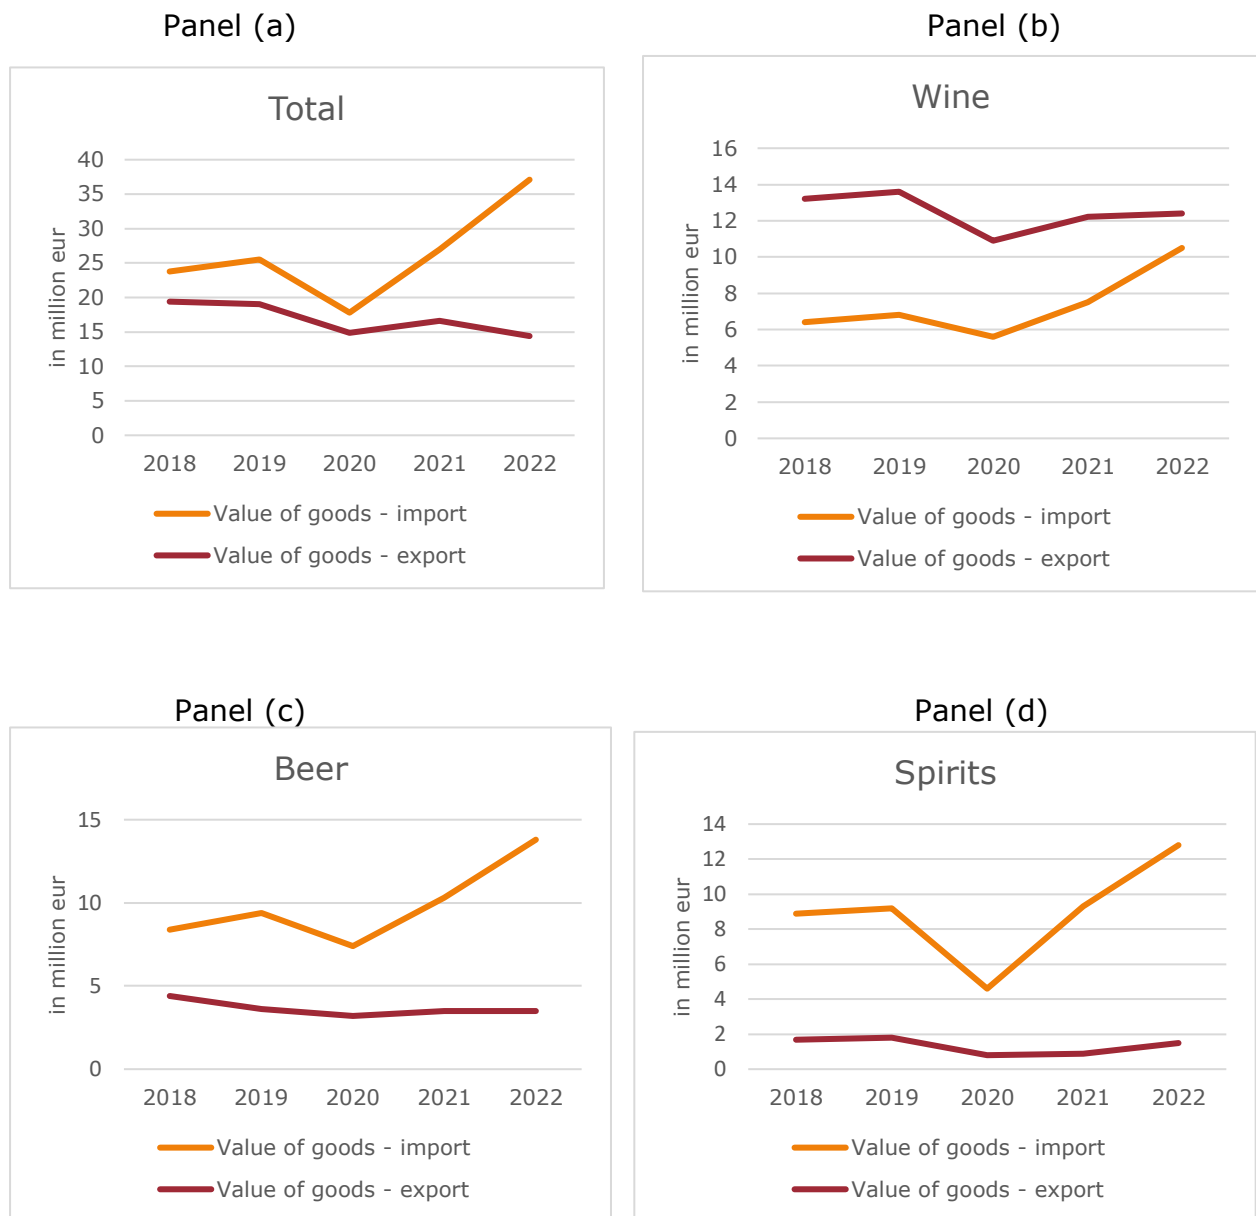 Panel (a)
Total
in million eur
40
35
30
25
20
15
10
5
0
2018 2019 2020 2021 2022
Value of goods - import
Value of goods - export
Panel (b)
Wine
in million eur
16
14
12
10
8
6
4
2
0
2018 2019 2020 2021 2022
Value of goods - import
Value of goods - export
Panel (c)
Beer
in million eur
15
10
5
0
2018 2019 2020 2021 2022
Value of goods - import
Value of goods - export
Panel (d)
Spirits
in million eur
14
12
10
8
6
4
2
0
2018 2019 2020 2021 2022
Value of goods - import
Value of goods - export